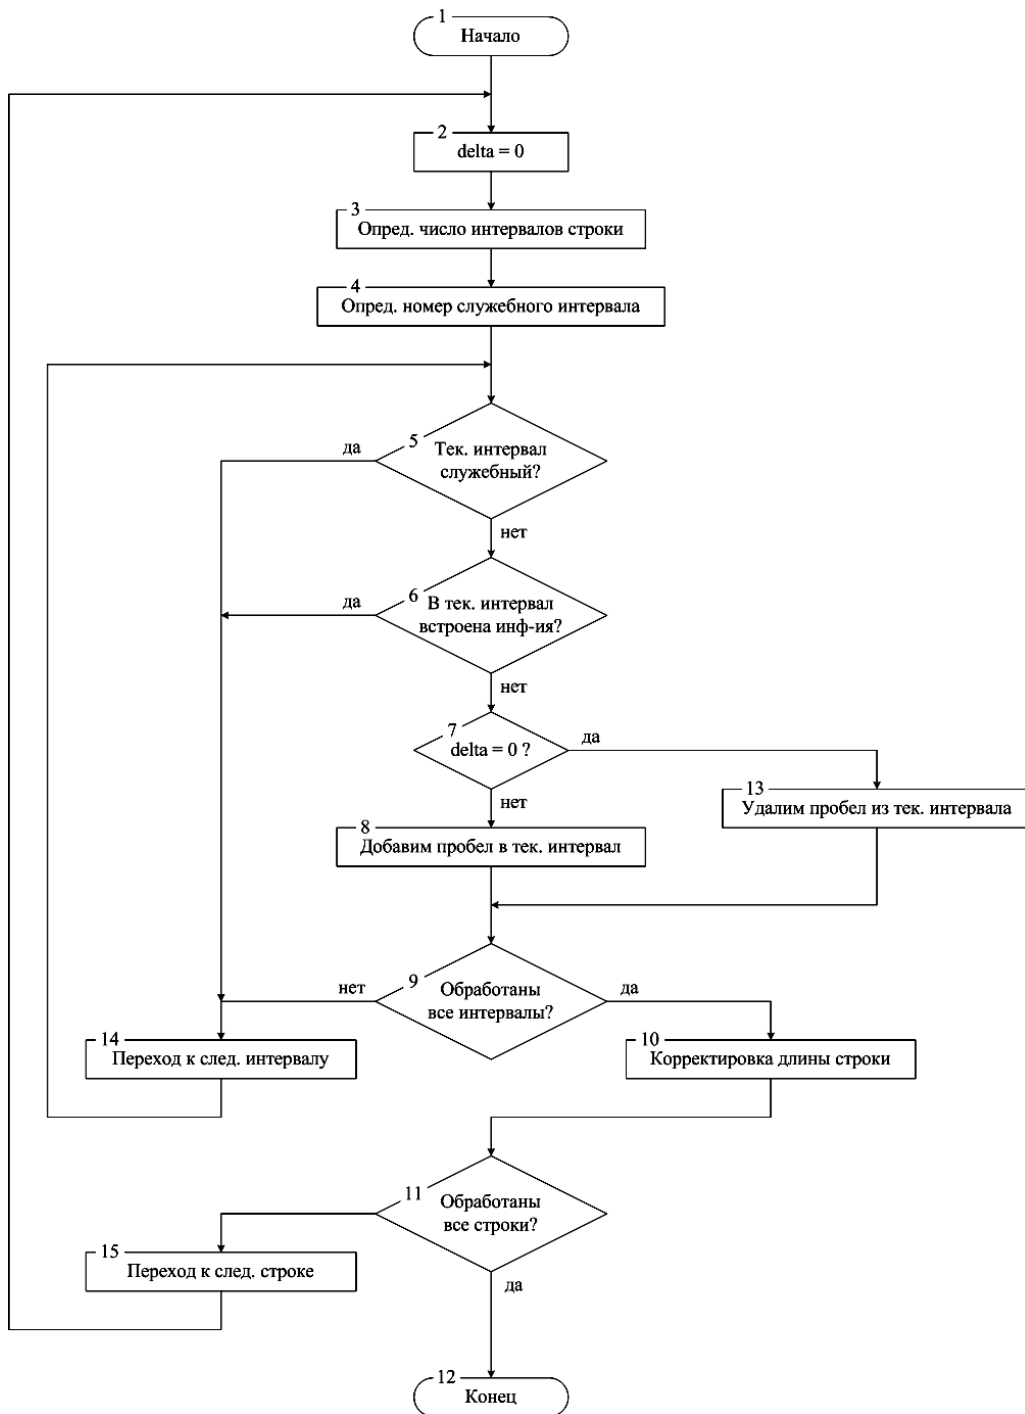 1
Начало
2
delta = 0
3
Опред. число интервалов строки
4
Опред. номер служебного интервала
5
да
Тек. интервал
служебный?
нет
6
да
В тек. интервал
встроена инф-ия?
нет
7
delta = 0 ?
да
нет
13
Удалим пробел из тек. интервала
8
Добавим пробел в тек. интервал
9
нет
Обработаны
все интервалы?
да
14
Переход к след. интервалу
10
Корректировка длины строки
11
Обработаны
все строки?
15
Переход к след. строке
да
12
Конец